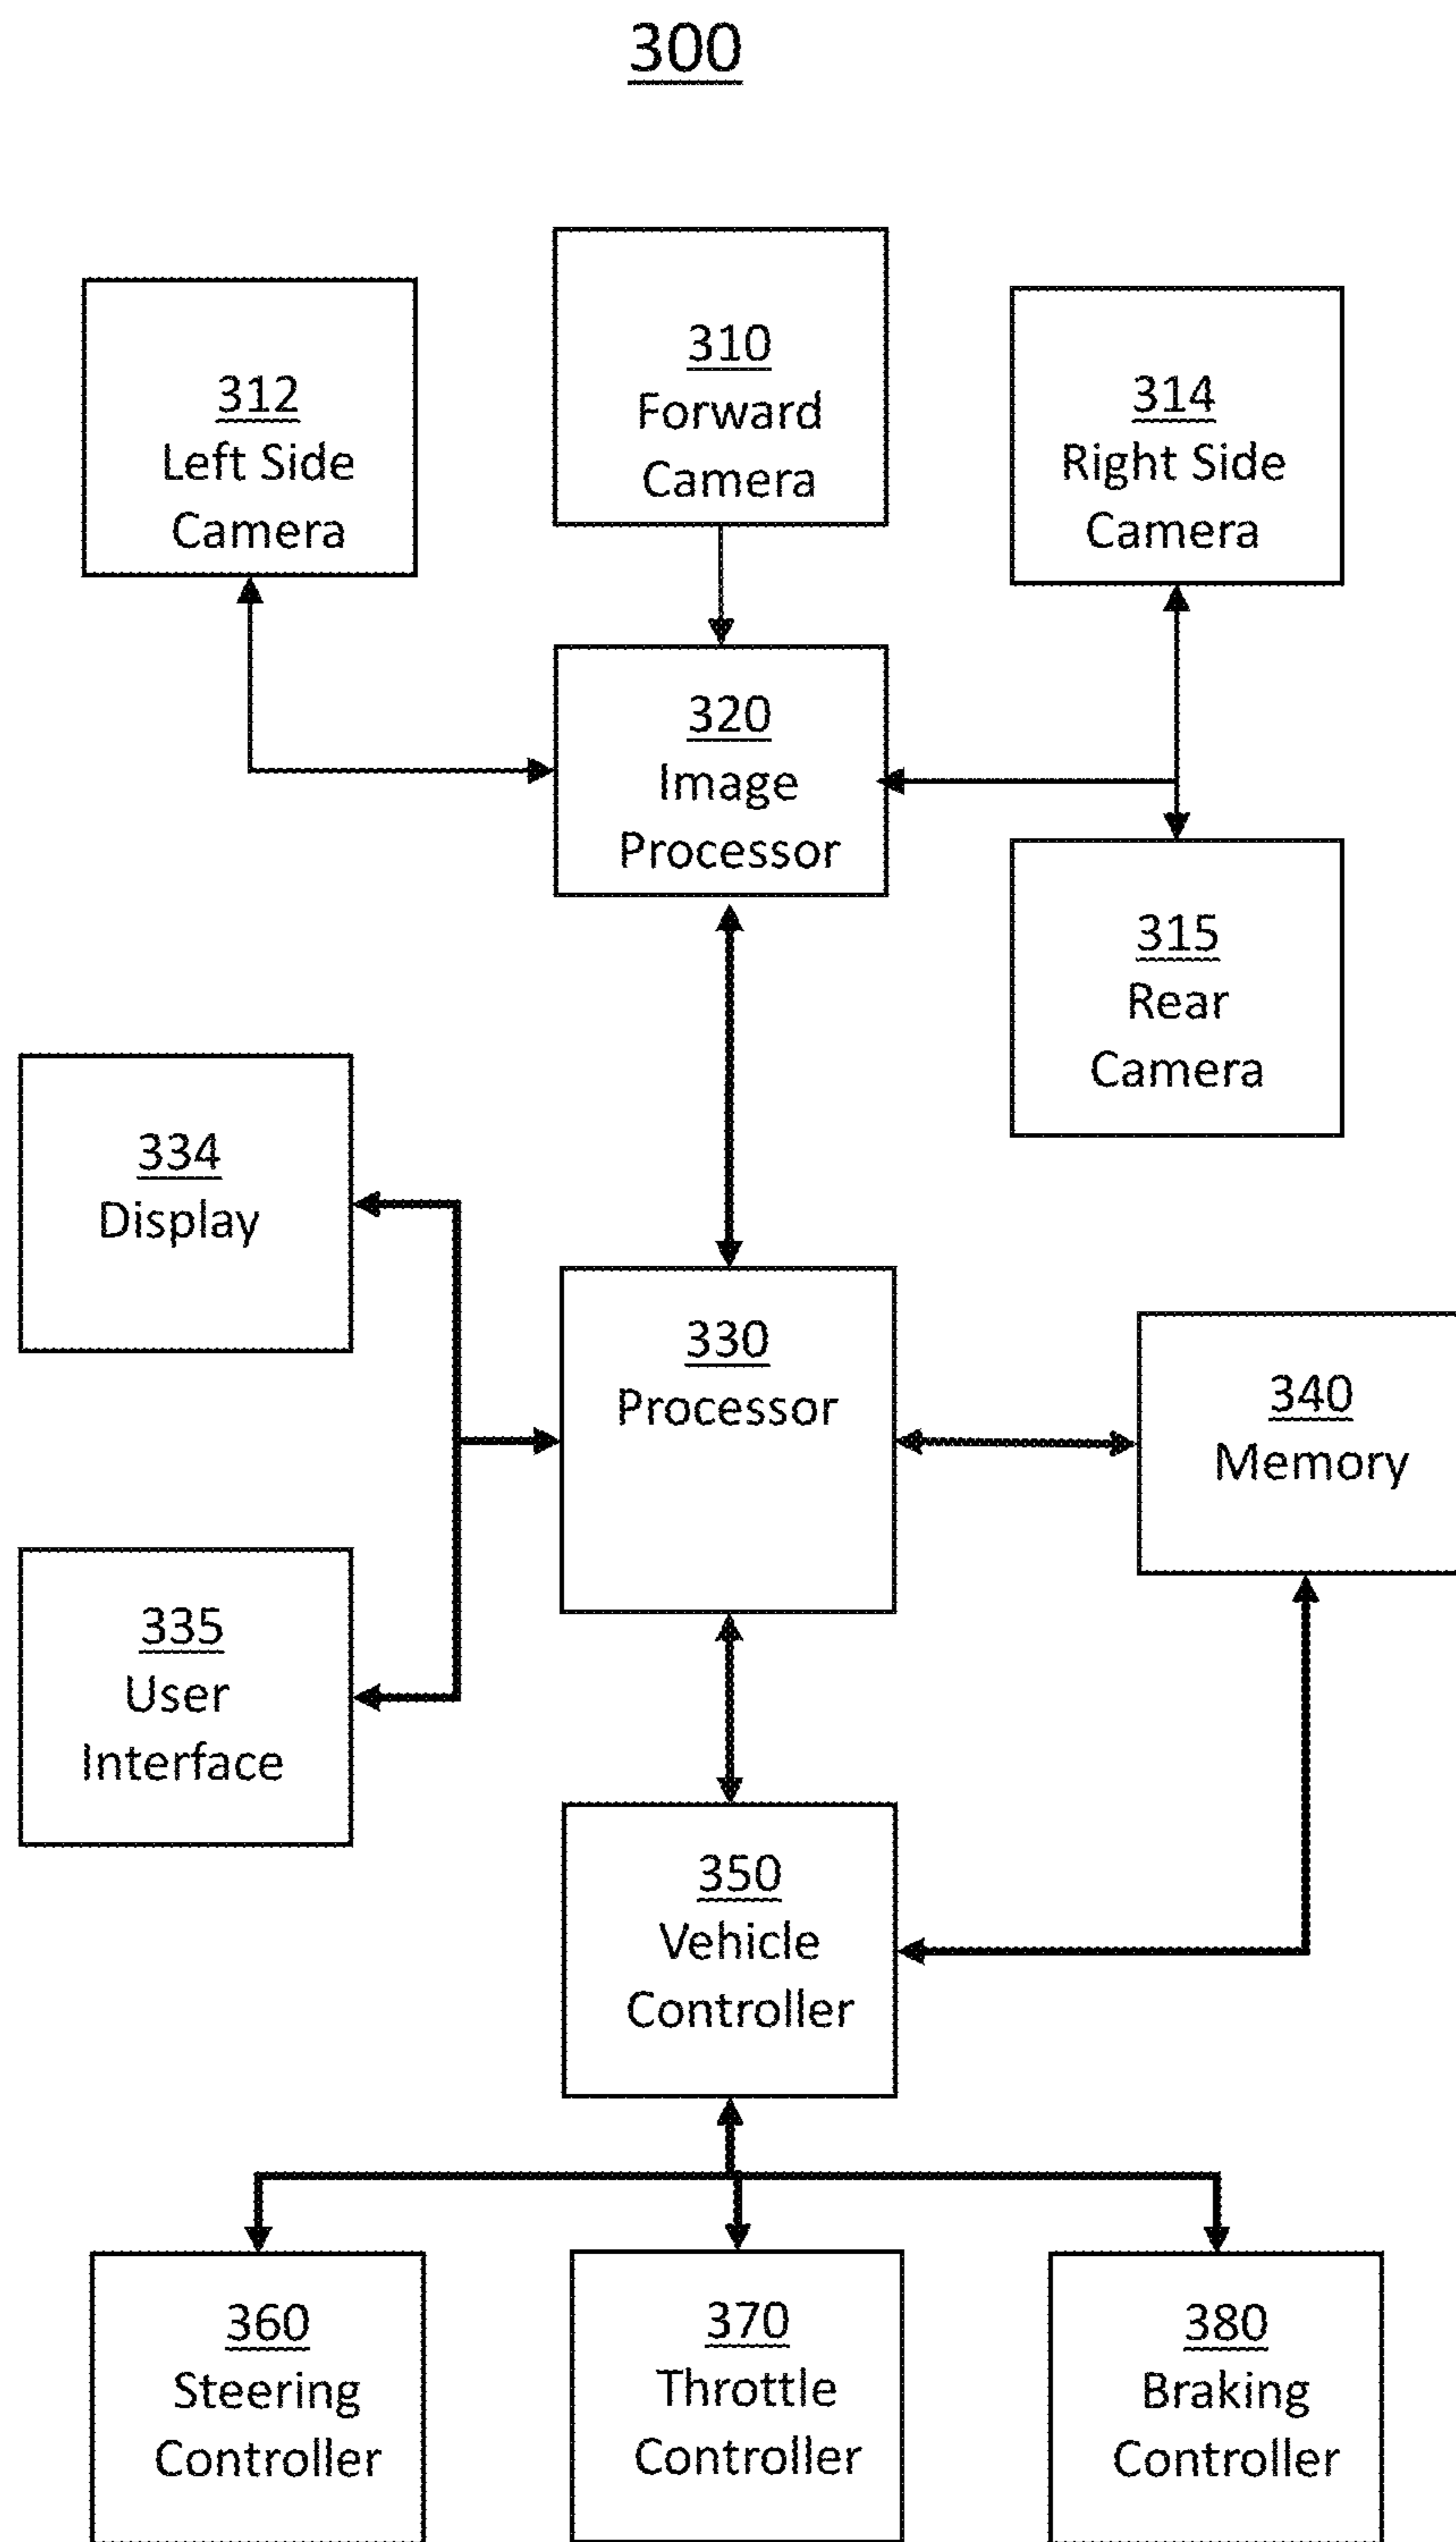 300
310
Forward
Camera
312
Left Side
Camera
314
Right Side
Camera
320
Image
Processor
315
Rear
Camera
334
Display
330
Processor
340
Memory
335
User
Interface
350
Vehicle
Controller
360
Steering
Controller
370
Throttle
Controller
380
Braking
Controller